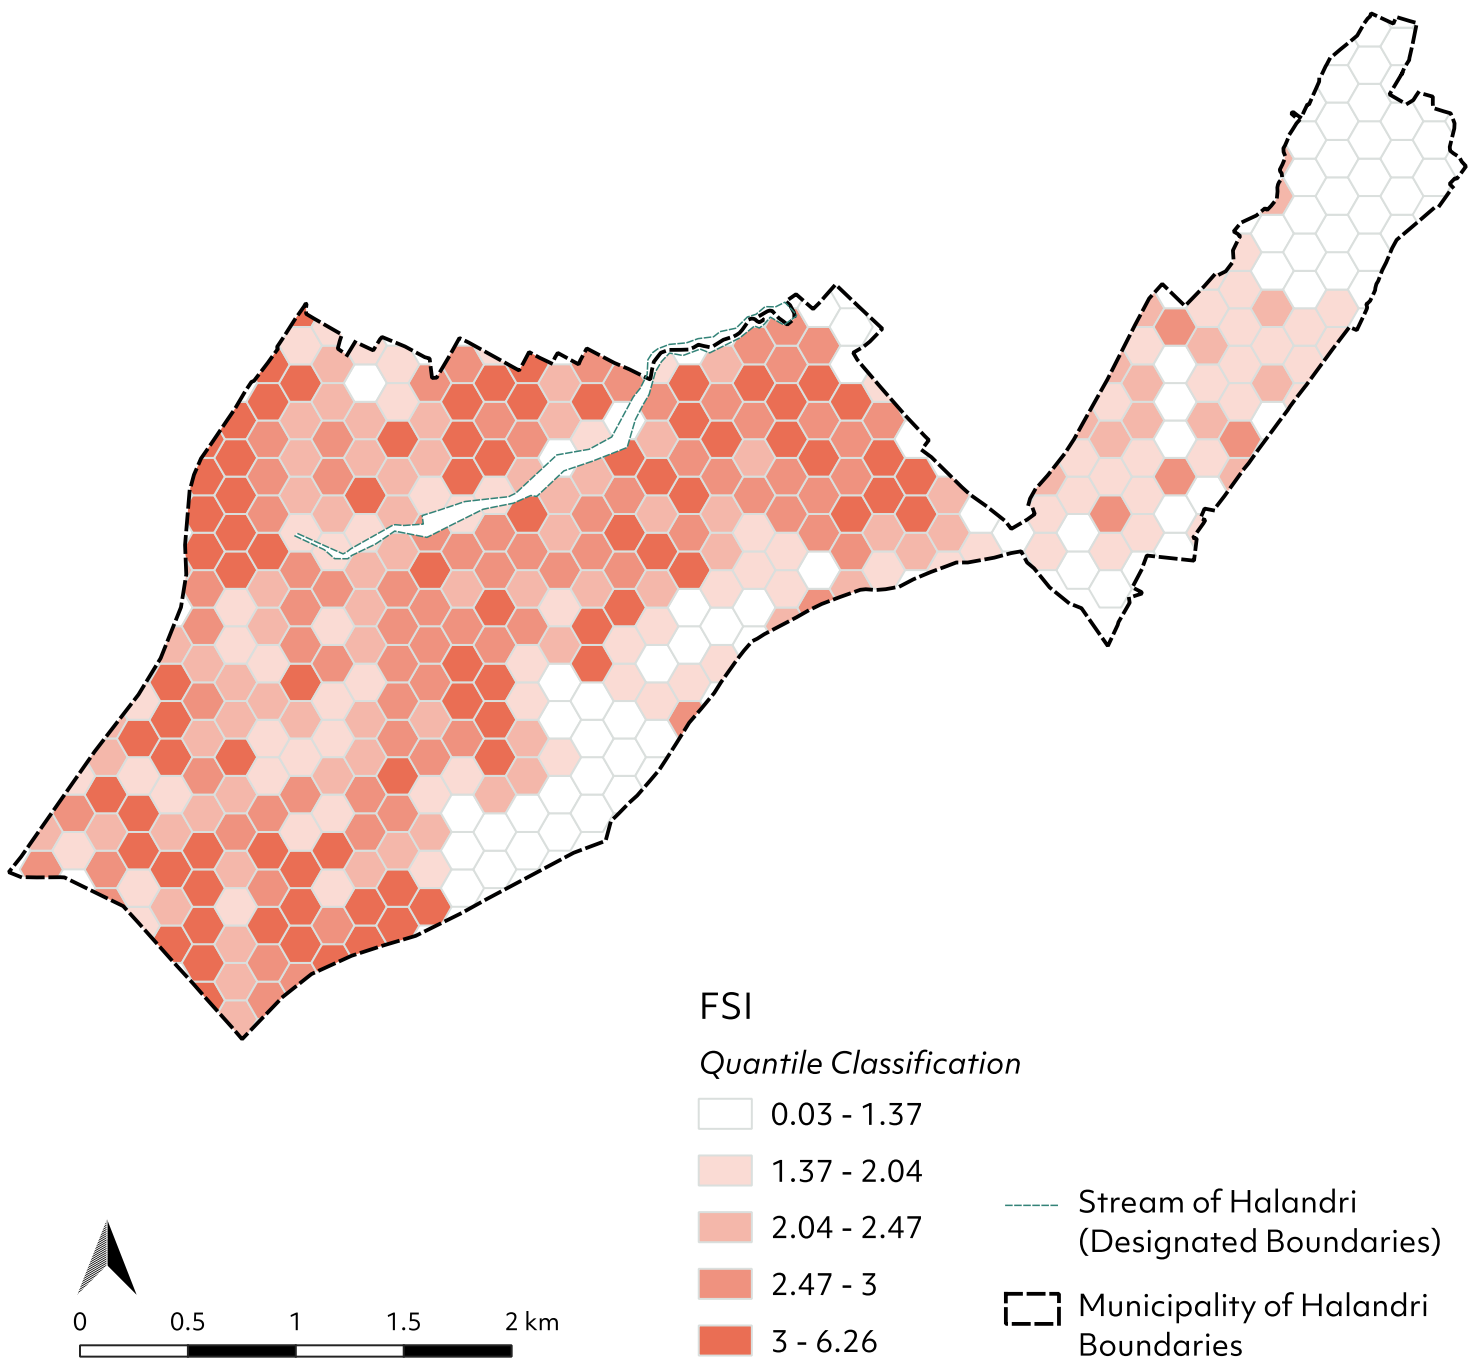 FSI
Quantile Classification
0.03 - 1.37
1.37 - 2.04
2.04 - 2.47
2.47 - 3
3 - 6.26
Stream of Halandri
(Designated Boundaries)
Municipality of Halandri
Boundaries
0 0.5 1 1.5 2 km